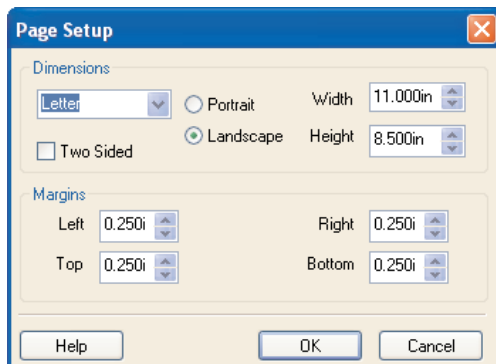 Page Setup
Dimensions
Letter
Portrait
Width 11.000in
Two Sided
Landscape
Height 8.500in
Margins
Left 0.250i
Right 0.250i
Top 0.250i
Bottom 0.250i
Help
OK
Cancel